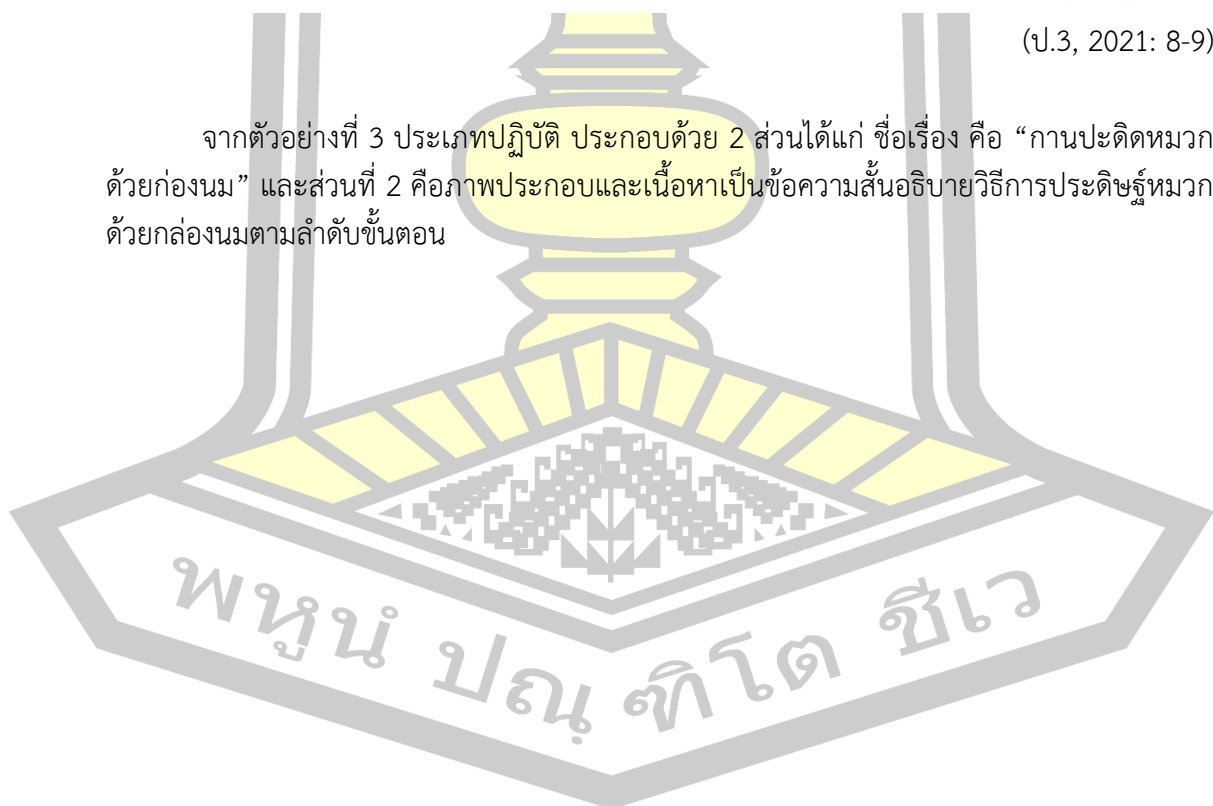 (ป.3, 2021: 8-9)
จากตัวอย่างที่ 3 ประเภทปฏิบัติ ประกอบด้วย 2 ส่วนได้แก่ ชื่อเรื่อง คือ “กานปะดิดหมวก
ด้วยก่องนม” และส่วนที่ 2 คือภาพประกอบและเนื้อหาเป็นข้อความสั้นอธิบายวิธีการประดิษฐ์หมวก
ด้วยกล่องนมตามลำดับขั้นตอน
พหูนํ ปณฺฑิโต ชีเว